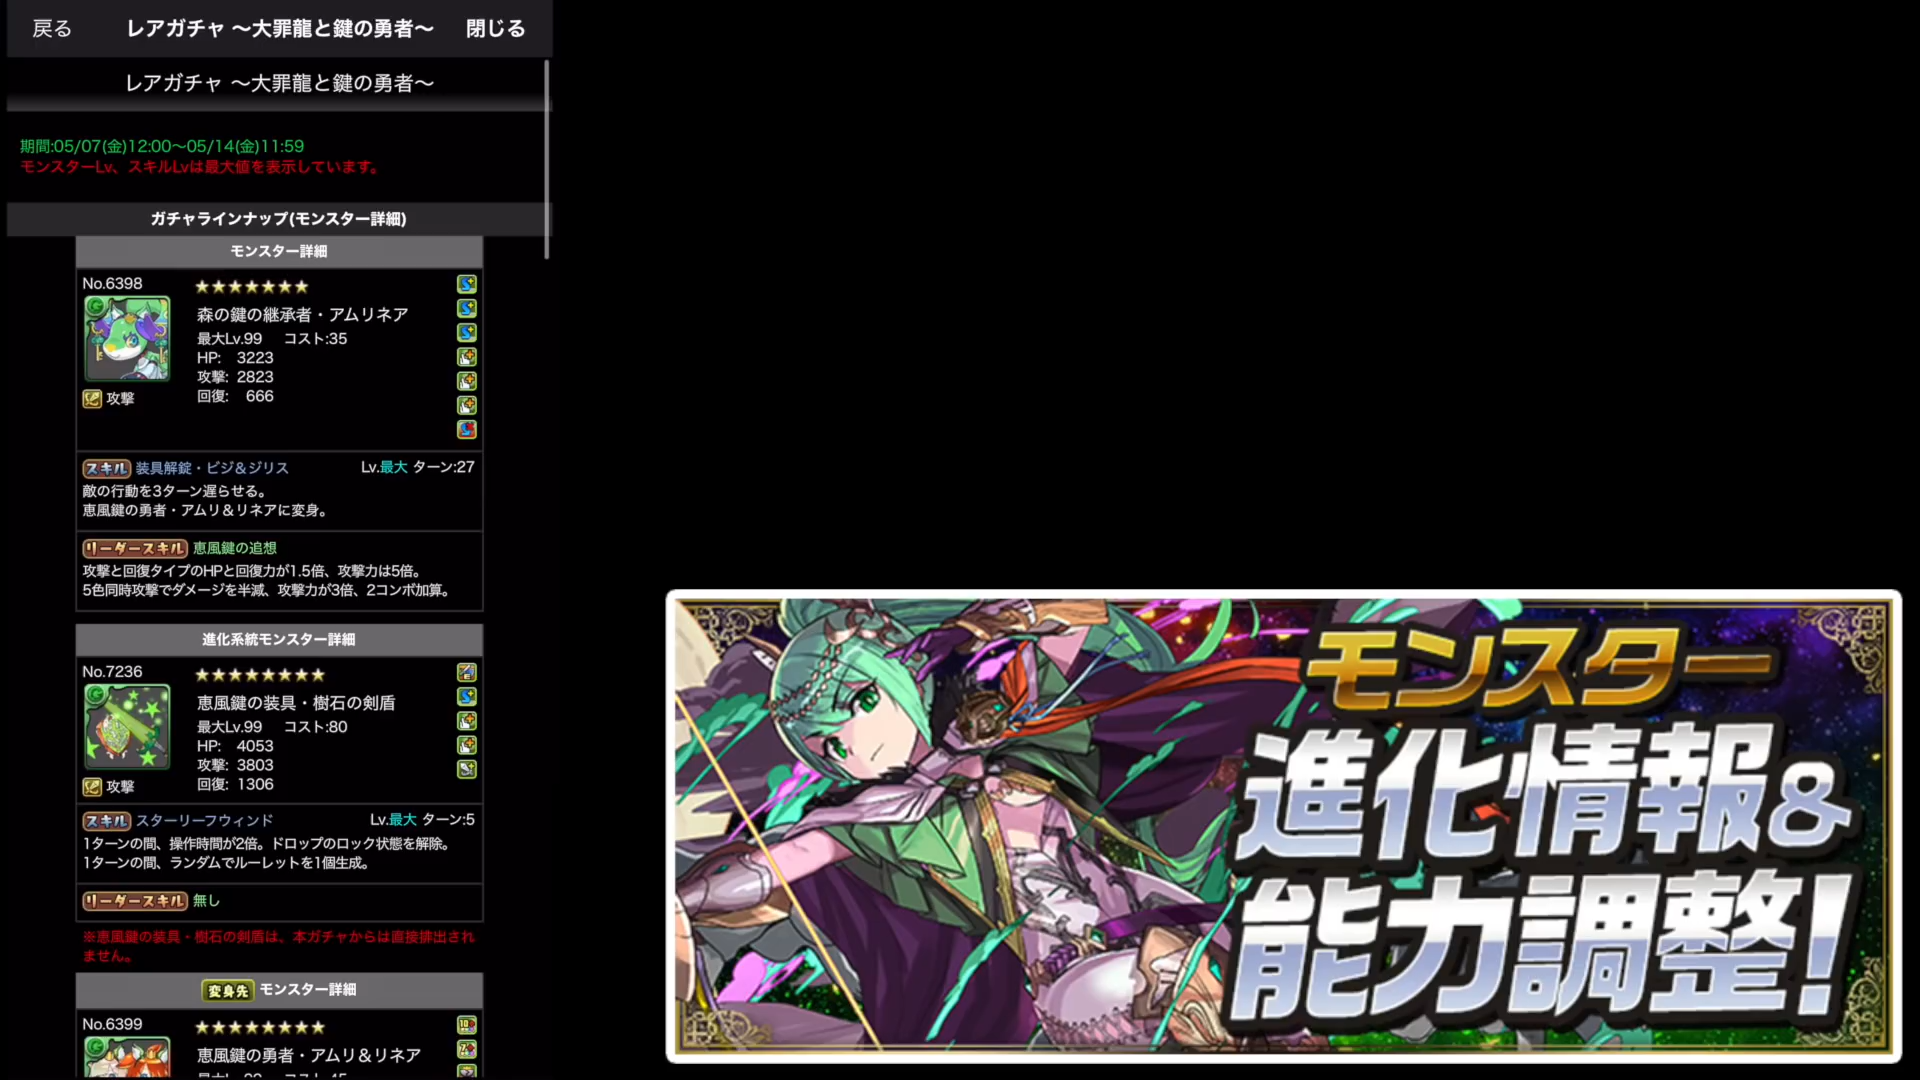 戻る レアガチャ ～大罪龍と鍵の勇者～ 閉じる
レアガチャ ～大罪龍と鍵の勇者～
期間:05/07(金)12:00～05/14(金)11:59
モンスターLv、スキルLvは最大値を表示しています。
ガチャラインナップ(モンスター詳細)
モンスター詳細
No.6398
★★★★★★★
森の鍵の継承者・アムリネア
最大Lv.99 コスト:35
HP: 3223
攻撃: 2823
回復: 666
攻撃
スキル 装具解錠・ビジ＆ジリス Lv.最大 ターン:27
敵の行動を3ターン遅らせる。
恵風鍵の勇者・アムリ＆リネアに変身。
リーダースキル 恵風鍵の追想
攻撃と回復タイプのHPと回復力が1.5倍、攻撃力は5倍。
5色同時攻撃でダメージを半減、攻撃力が3倍、2コンボ加算。
進化系統モンスター詳細
No.7236
★★★★★★★★
恵風鍵の装具・樹石の剣盾
最大Lv.99 コスト:80
HP: 4053
攻撃: 3803
回復: 1306
攻撃
スキル スターリーフウィンド Lv.最大 ターン:5
1ターンの間、操作時間が2倍。ドロップのロック状態を解除。
1ターンの間、ランダムでルーレットを1個生成。
リーダースキル 無し
※恵風鍵の装具・樹石の剣盾は、本ガチャからは直接排出され
ません。
変身先 モンスター詳細
No.6399
★★★★★★★★
恵風鍵の勇者・アムリ＆リネア
モンスター
進化情報&
能力調整!